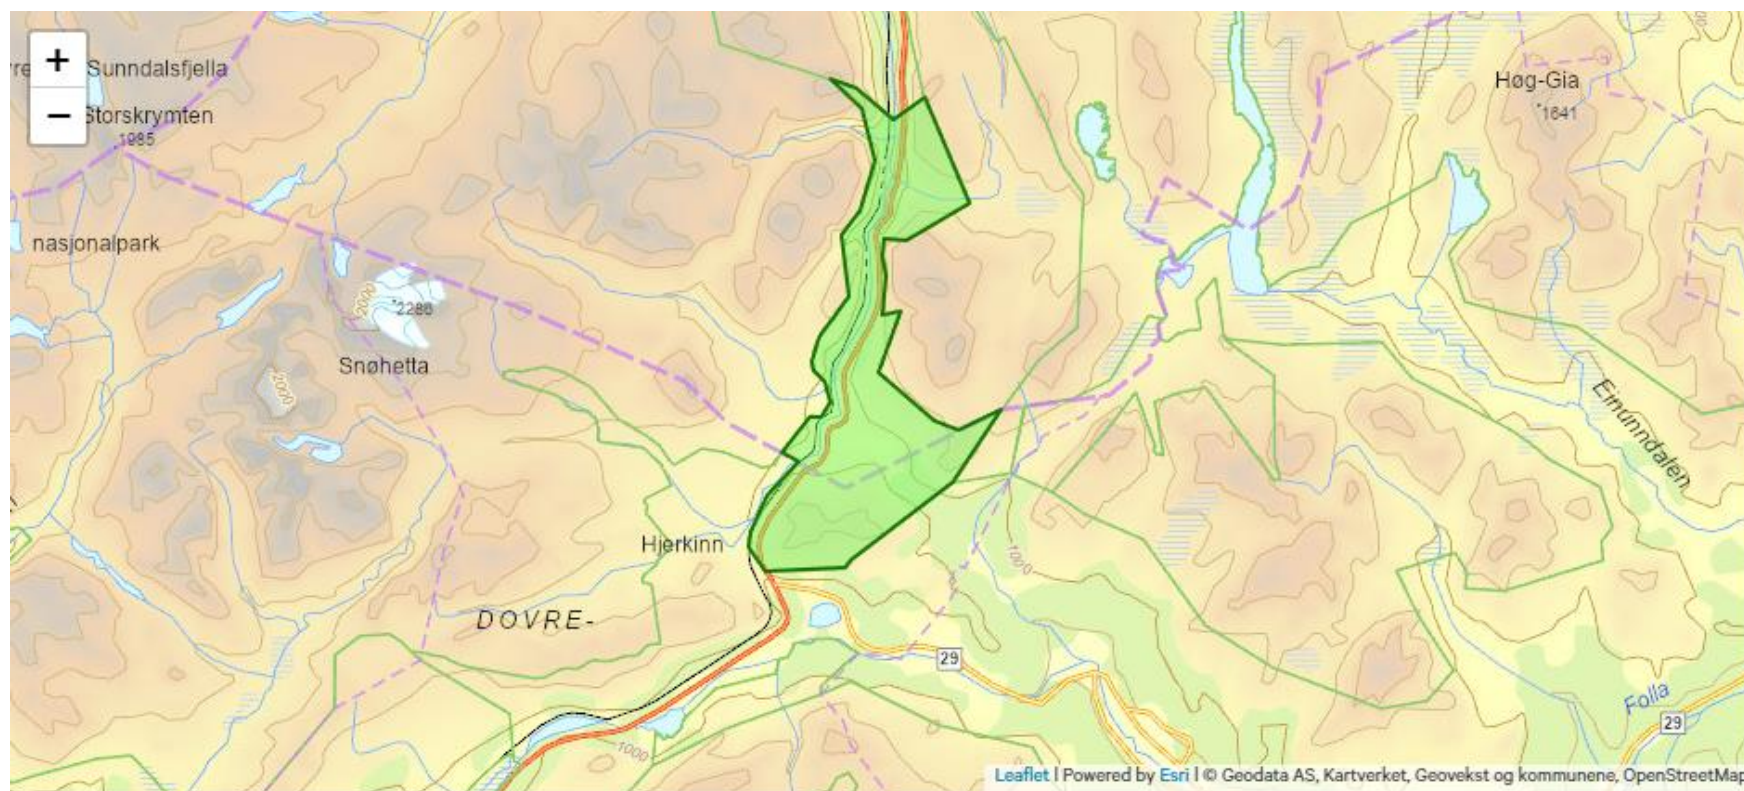 +
−
Sunndalsfjella
Storskrymten
1985
nasjonalpark
2000
2286
Snøhetta
2000
Høg-Gia
1641
Einunndalen
Hjerkinn
1000
DOVRE-
29
Folla
29
1000
Leaflet | Powered by Esri | © Geodata AS, Kartverket, Geovekst og kommunene, OpenStreetMap